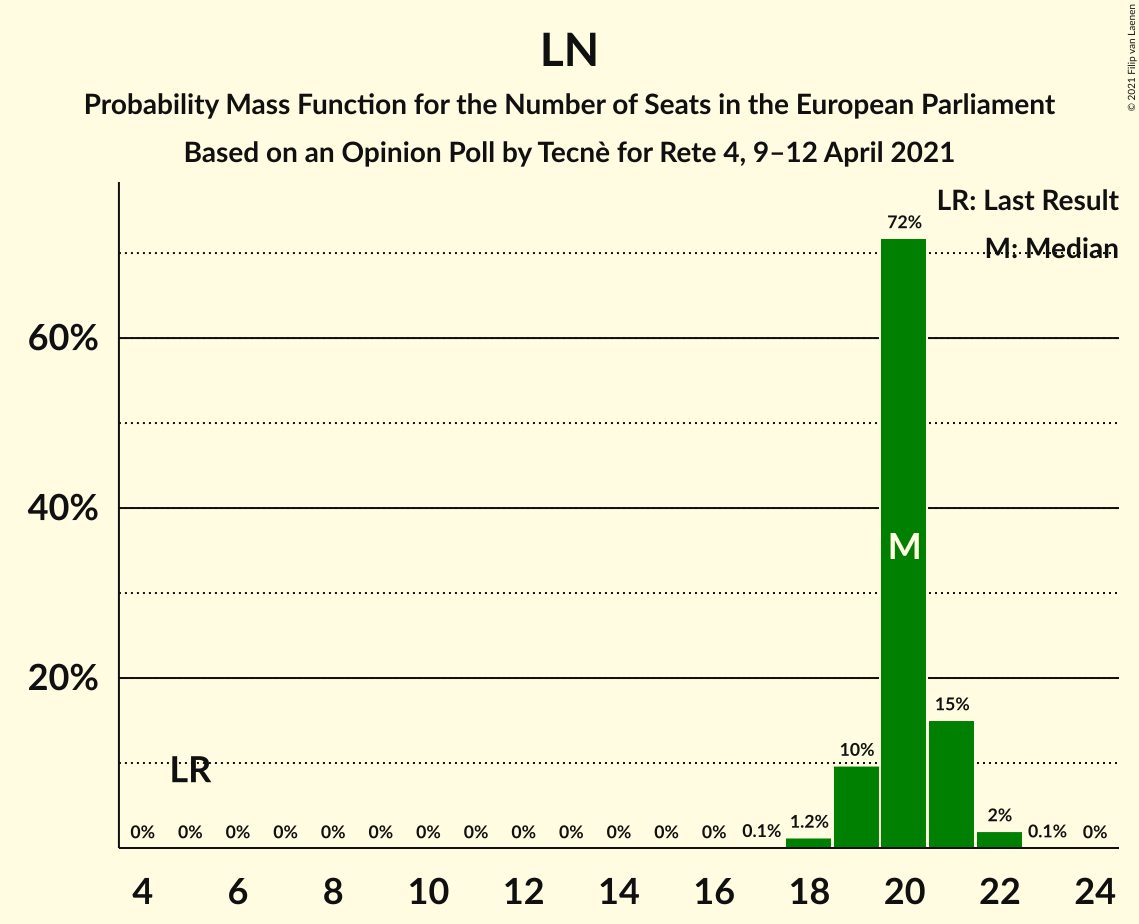 LN
Probability Mass Function for the Number of Seats in the European Parliament
Based on an Opinion Poll by Tecnè for Rete 4, 9–12 April 2021
© 2021 Filip van Laenen
LR: Last Result
M: Median
72%
60%
40%
M
20%
15%
10%
LR
0% 0% 0% 0% 0% 0% 0% 0% 0% 0% 0% 0% 0% 0.1% 1.2% 2% 0.1% 0%
4 6 8 10 12 14 16 18 20 22 24